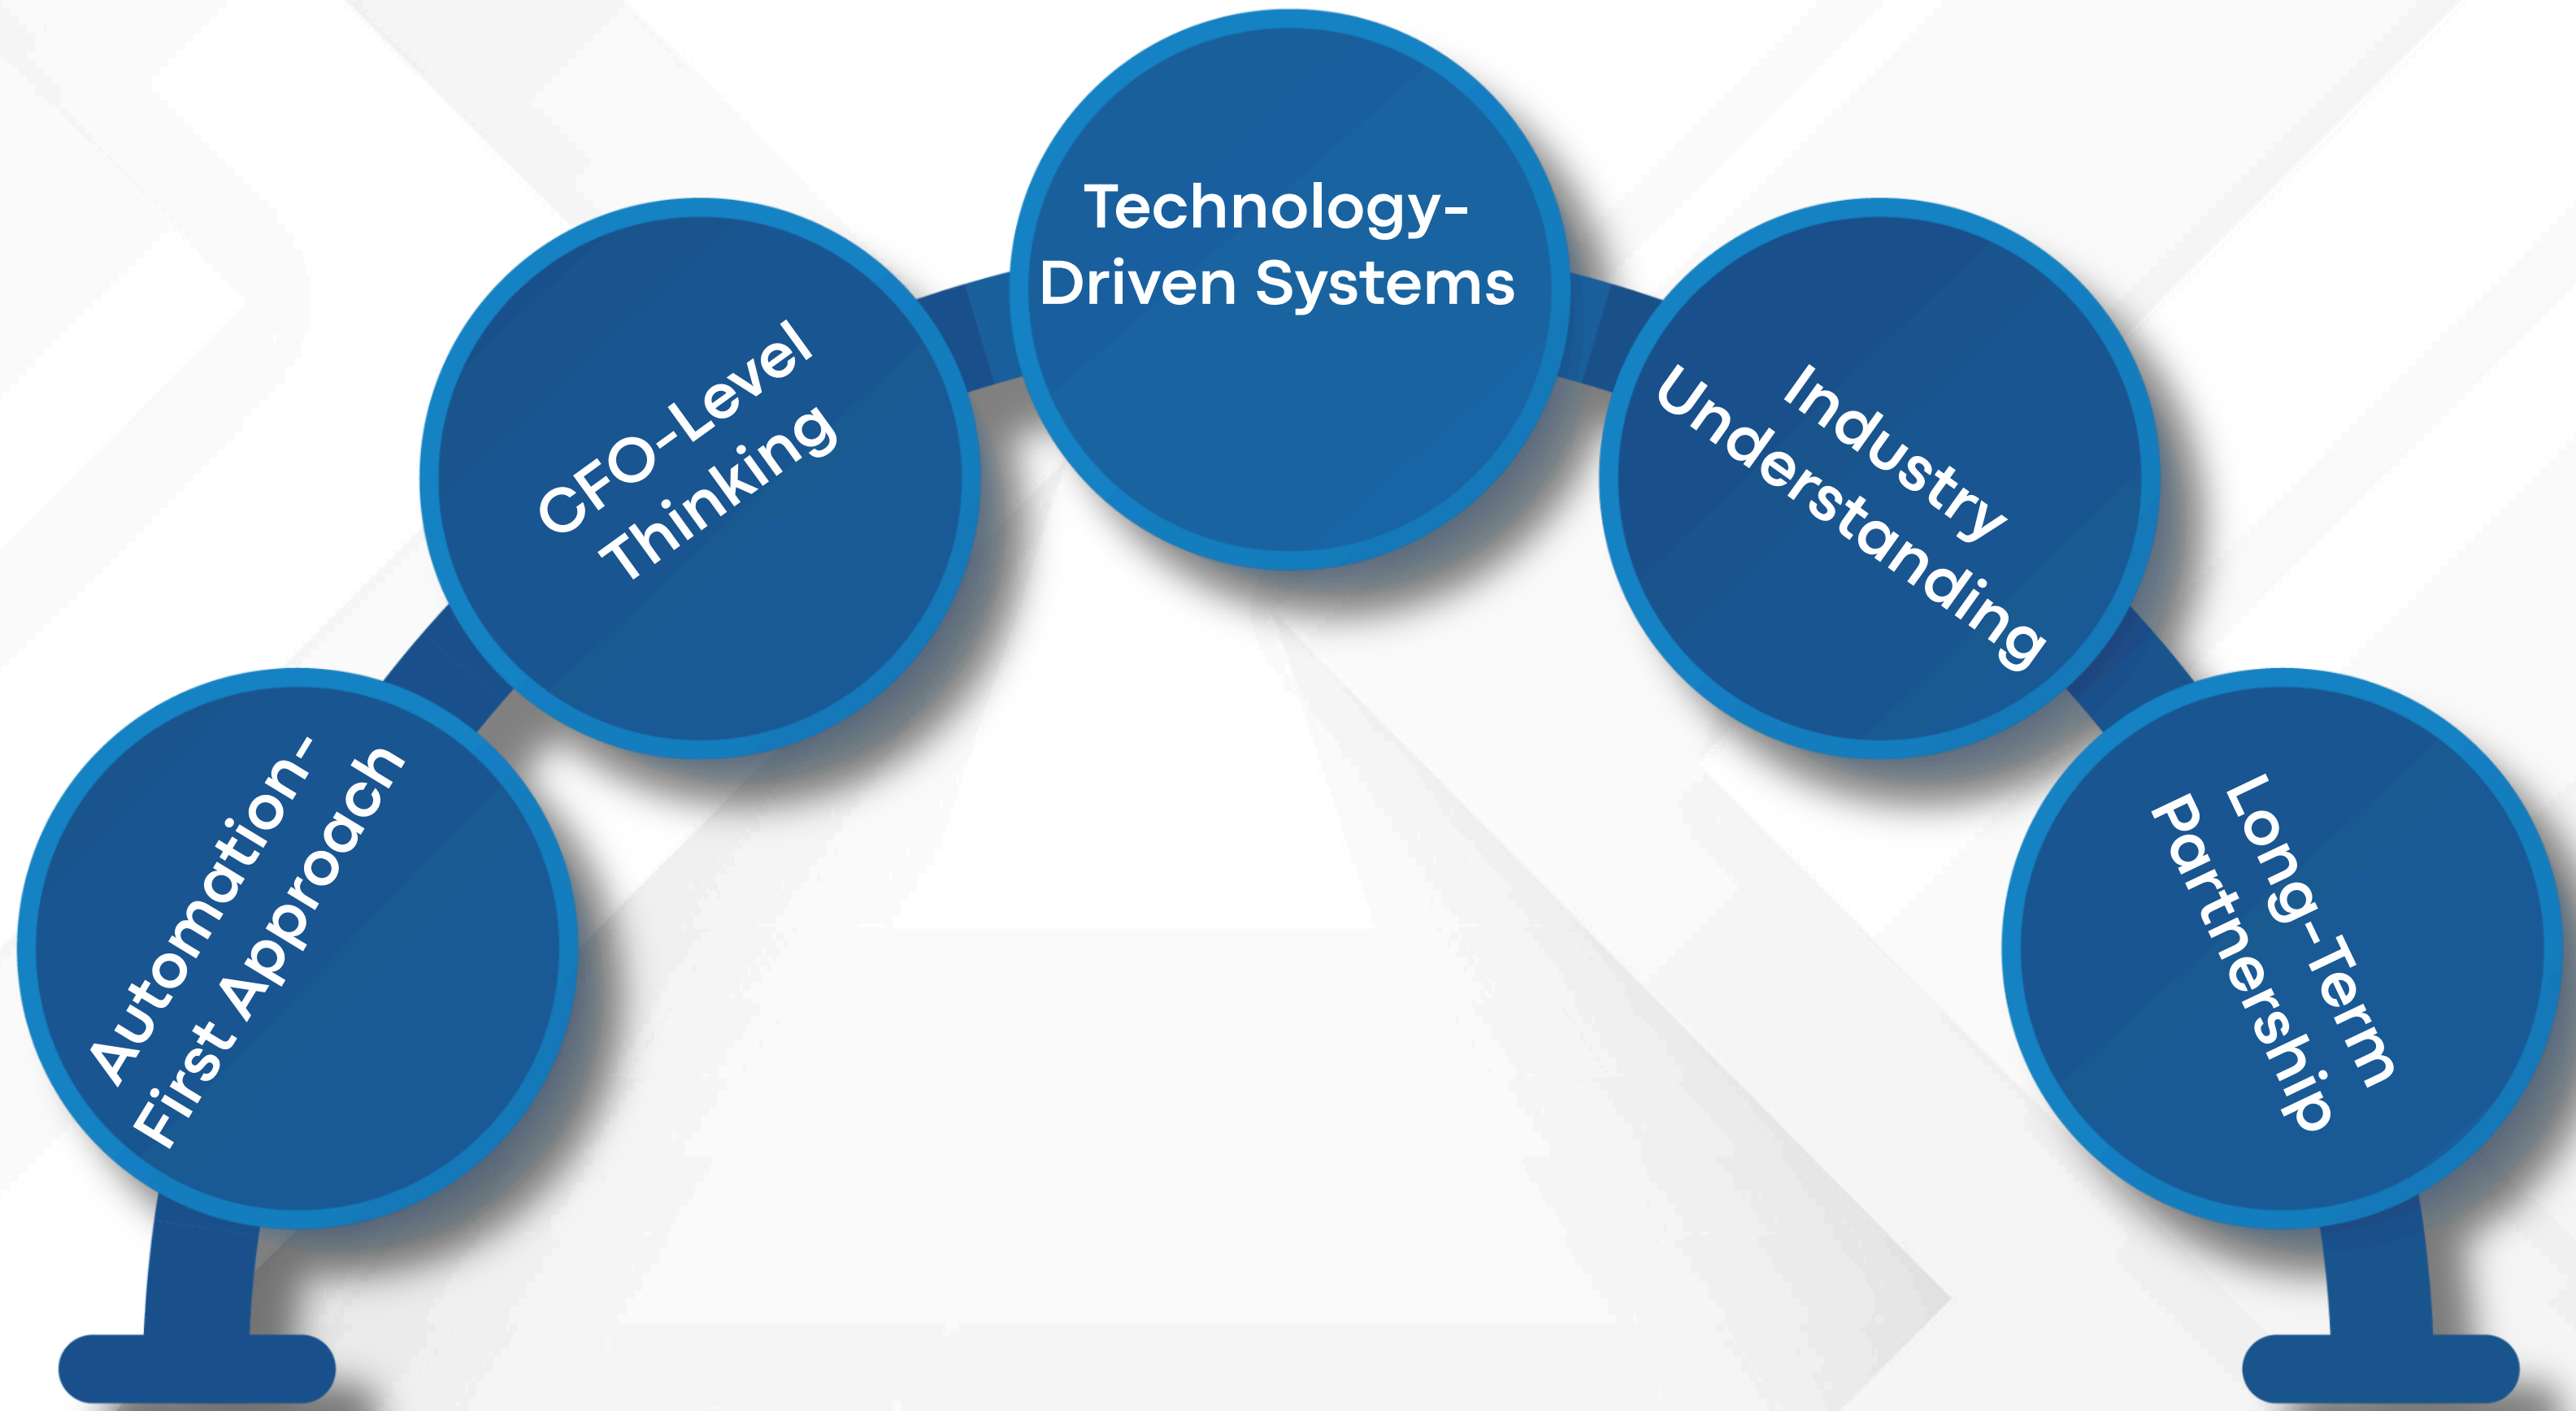 Automation-
First Approach
CFO-Level
Thinking
Technology-
Driven Systems
Industry
Understanding
Long-Term
Partnership